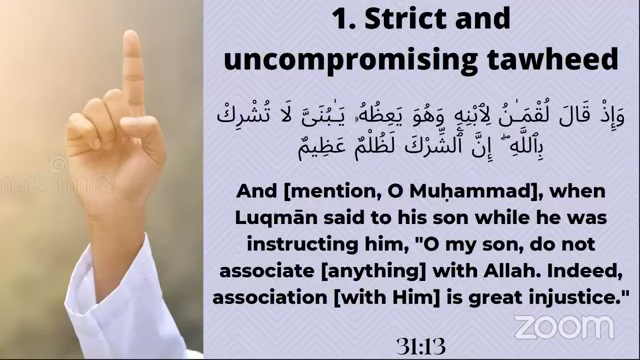 1. Strict and
uncompromising tawheed
وَإِذْ قَالَ لُقْمَـٰنُ لِٱبْنِهِۦ وَهُوَ يَعِظُهُۥ يَـٰبُنَىَّ لَا تُشْرِكْ
بِٱللَّهِ ۖ إِنَّ ٱلشِّرْكَ لَظُلْمٌ عَظِيمٌ
And [mention, O Muḥammad], when
Luqmān said to his son while he was
instructing him, "O my son, do not
associate [anything] with Allah. Indeed,
association [with Him] is great injustice."
31:13
zoom